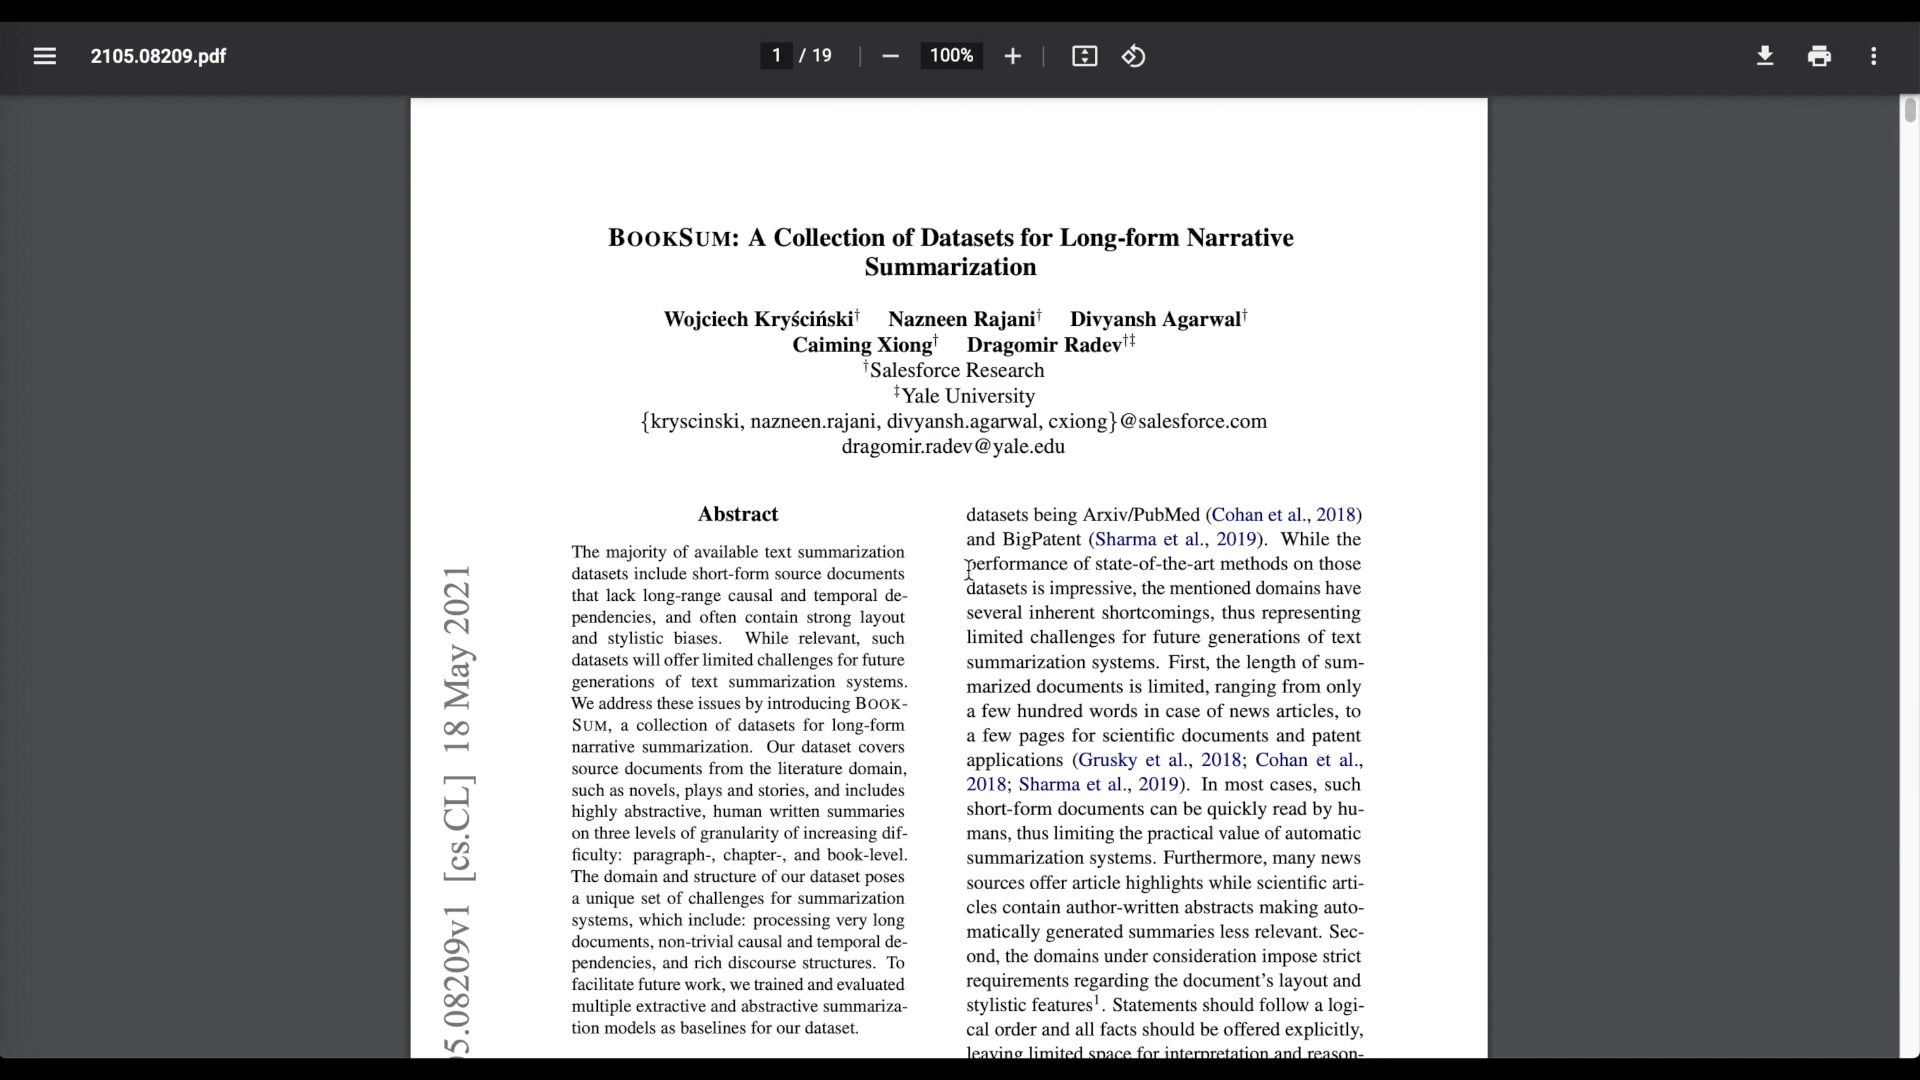 2105.08209.pdf
1 / 19
100%
BOOKSUM: A Collection of Datasets for Long-form Narrative
Summarization
Wojciech Kryściński† Nazneen Rajani† Divyansh Agarwal†
Caiming Xiong† Dragomir Radev†‡
†Salesforce Research
‡Yale University
{kryscinski, nazneen.rajani, divyansh.agarwal, cxiong}@salesforce.com
dragomir.radev@yale.edu
Abstract
The majority of available text summarization
datasets include short-form source documents
that lack long-range causal and temporal de-
pendencies, and often contain strong layout
and stylistic biases. While relevant, such
datasets will offer limited challenges for future
generations of text summarization systems.
We address these issues by introducing BOOK-
SUM, a collection of datasets for long-form
narrative summarization. Our dataset covers
source documents from the literature domain,
such as novels, plays and stories, and includes
highly abstractive, human written summaries
on three levels of granularity of increasing dif-
ficulty: paragraph-, chapter-, and book-level.
The domain and structure of our dataset poses
a unique set of challenges for summarization
systems, which include: processing very long
documents, non-trivial causal and temporal de-
pendencies, and rich discourse structures. To
facilitate future work, we trained and evaluated
multiple extractive and abstractive summariza-
tion models as baselines for our dataset.
datasets being Arxiv/PubMed (Cohan et al., 2018)
and BigPatent (Sharma et al., 2019). While the
performance of state-of-the-art methods on those
datasets is impressive, the mentioned domains have
several inherent shortcomings, thus representing
limited challenges for future generations of text
summarization systems. First, the length of sum-
marized documents is limited, ranging from only
a few hundred words in case of news articles, to
a few pages for scientific documents and patent
applications (Grusky et al., 2018; Cohan et al.,
2018; Sharma et al., 2019). In most cases, such
short-form documents can be quickly read by hu-
mans, thus limiting the practical value of automatic
summarization systems. Furthermore, many news
sources offer article highlights while scientific arti-
cles contain author-written abstracts making auto-
matically generated summaries less relevant. Sec-
ond, the domains under consideration impose strict
requirements regarding the document's layout and
stylistic features1. Statements should follow a logi-
cal order and all facts should be offered explicitly,
leaving limited space for interpretation and reason-
05.08209v1 [cs.CL] 18 May 2021